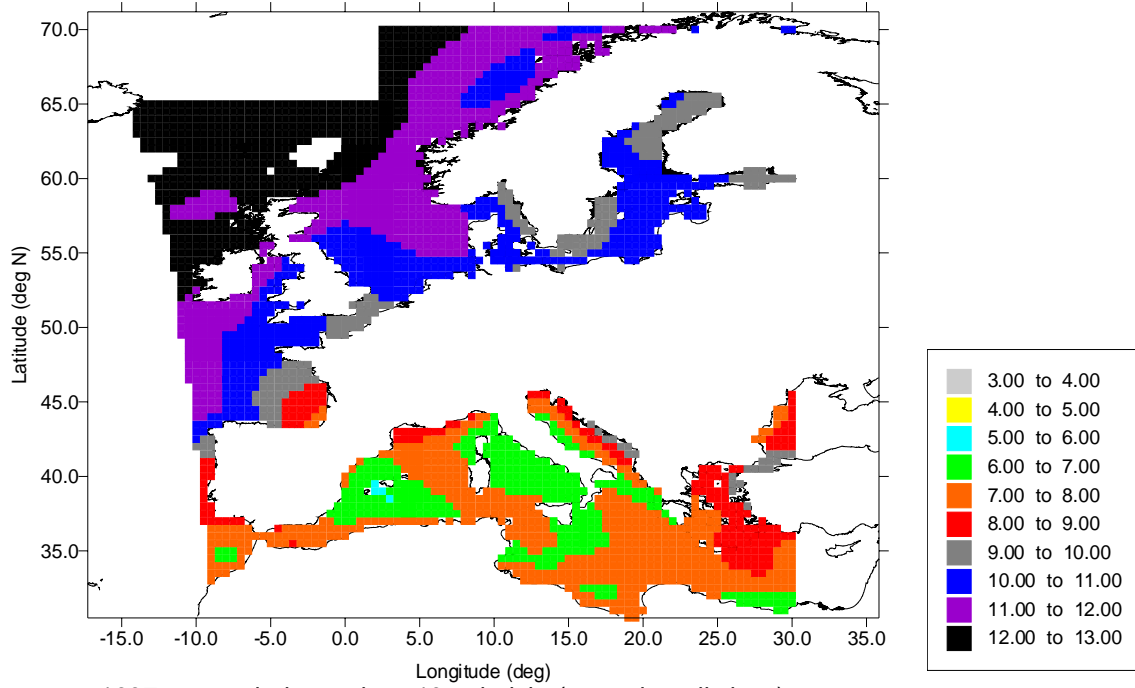 70.0
65.0
60.0
55.0
50.0
45.0
40.0
35.0
Latitude (deg N)
-15.0 -10.0 -5.0 0.0 5.0 10.0 15.0 20.0 25.0 30.0 35.0
Longitude (deg)
3.00 to 4.00
4.00 to 5.00
5.00 to 6.00
6.00 to 7.00
7.00 to 8.00
8.00 to 9.00
9.00 to 10.00
10.00 to 11.00
11.00 to 12.00
12.00 to 13.00